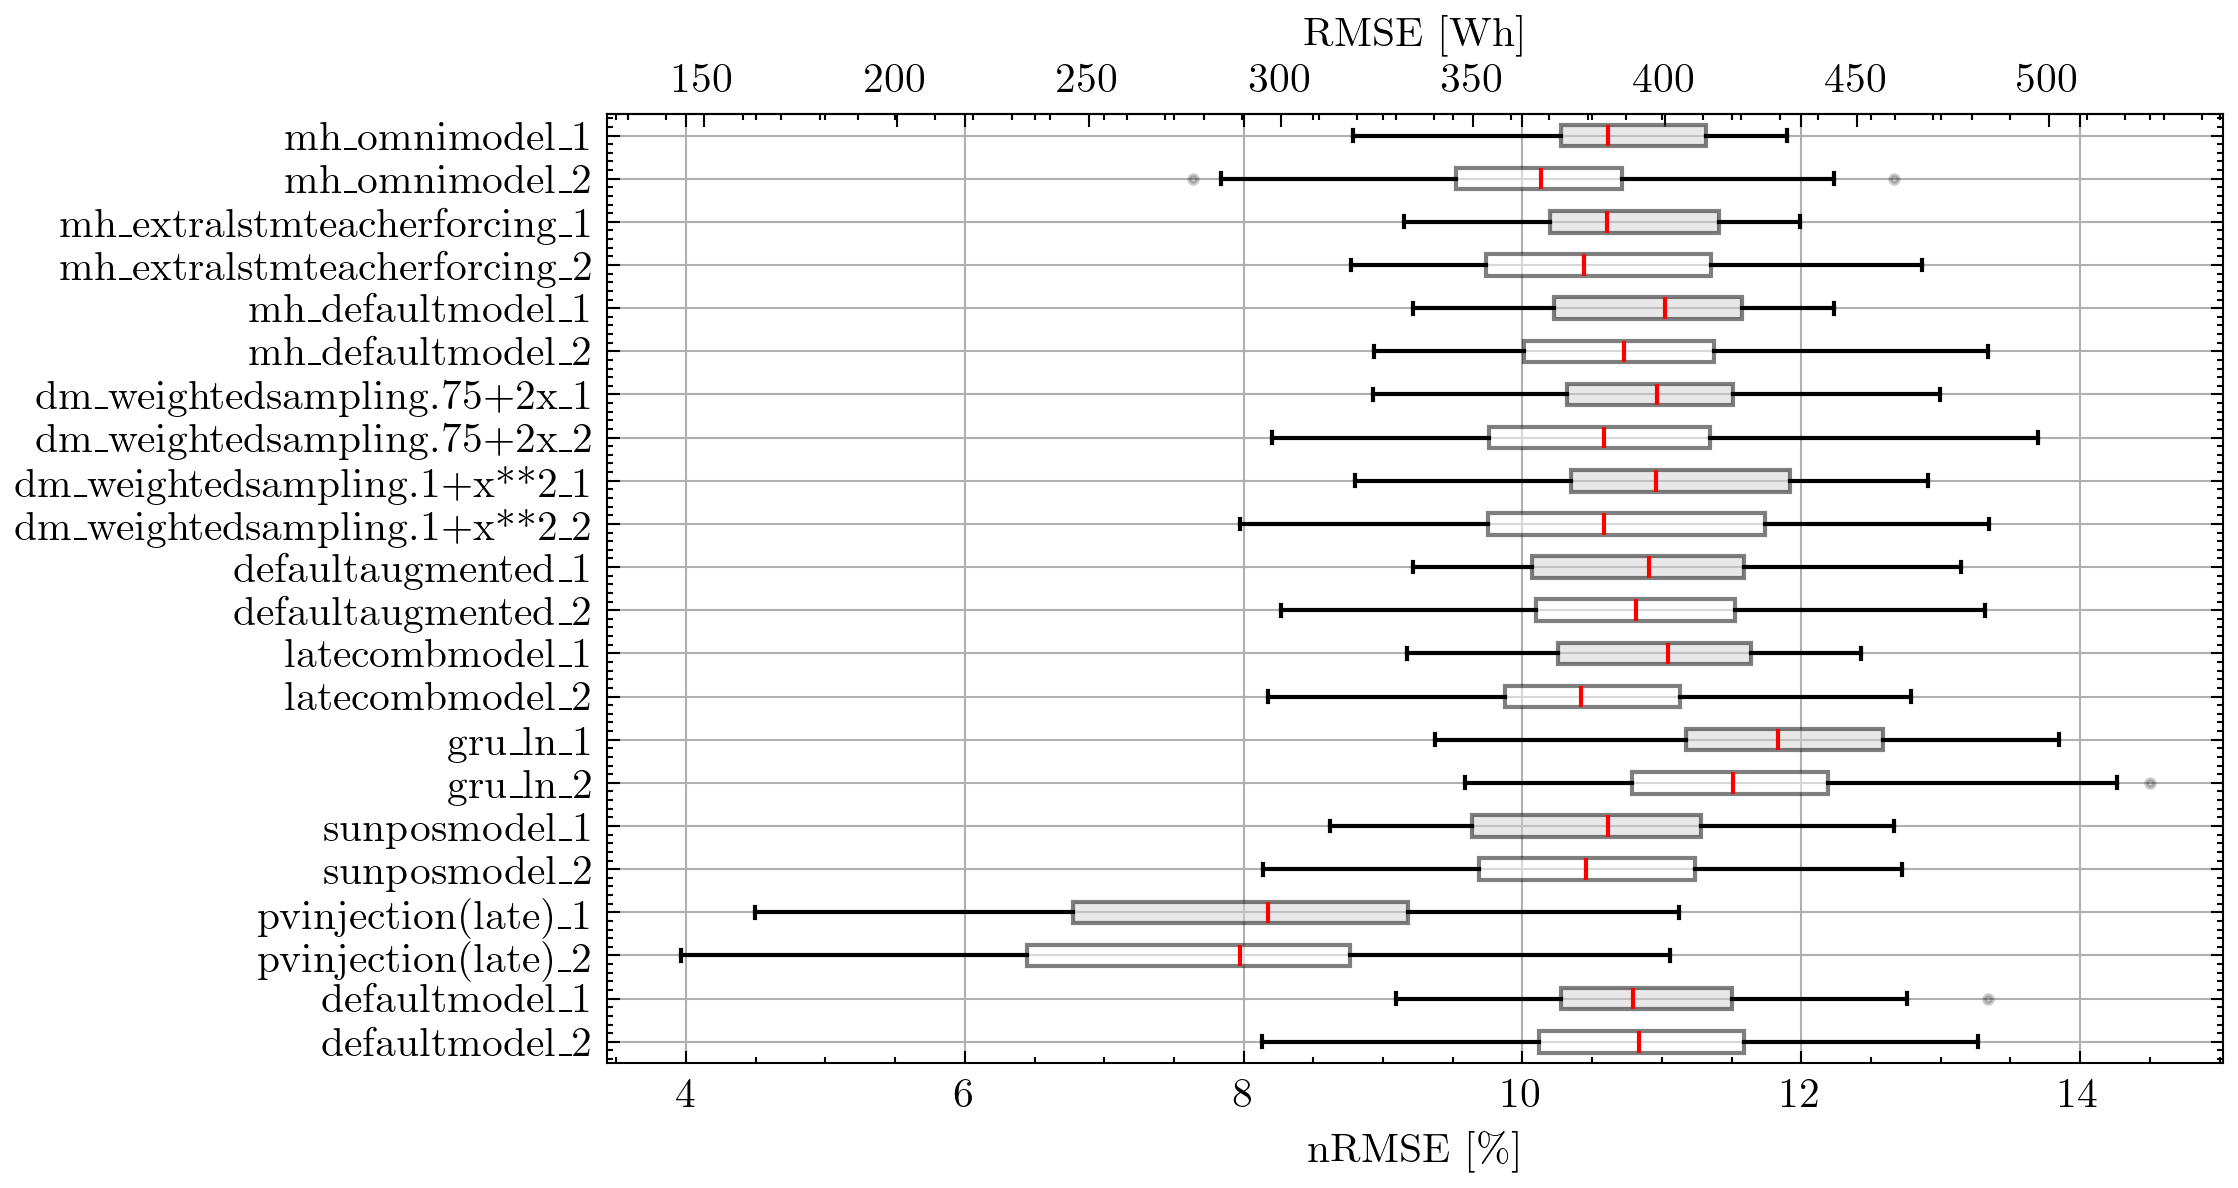 RMSE [Wh]
150 200 250 300 350 400 450 500
mh_omnimodel_1
mh_omnimodel_2
mh_extralstmteacherforcing_1
mh_extralstmteacherforcing_2
mh_defaultmodel_1
mh_defaultmodel_2
dm_weightedsampling.75+2x_1
dm_weightedsampling.75+2x_2
dm_weightedsampling.1+x**2_1
dm_weightedsampling.1+x**2_2
defaultaugmented_1
defaultaugmented_2
latecombmodel_1
latecombmodel_2
gru_ln_1
gru_ln_2
sunposmodel_1
sunposmodel_2
pvinjection(late)_1
pvinjection(late)_2
defaultmodel_1
defaultmodel_2
4 6 8 10 12 14
nRMSE [%]